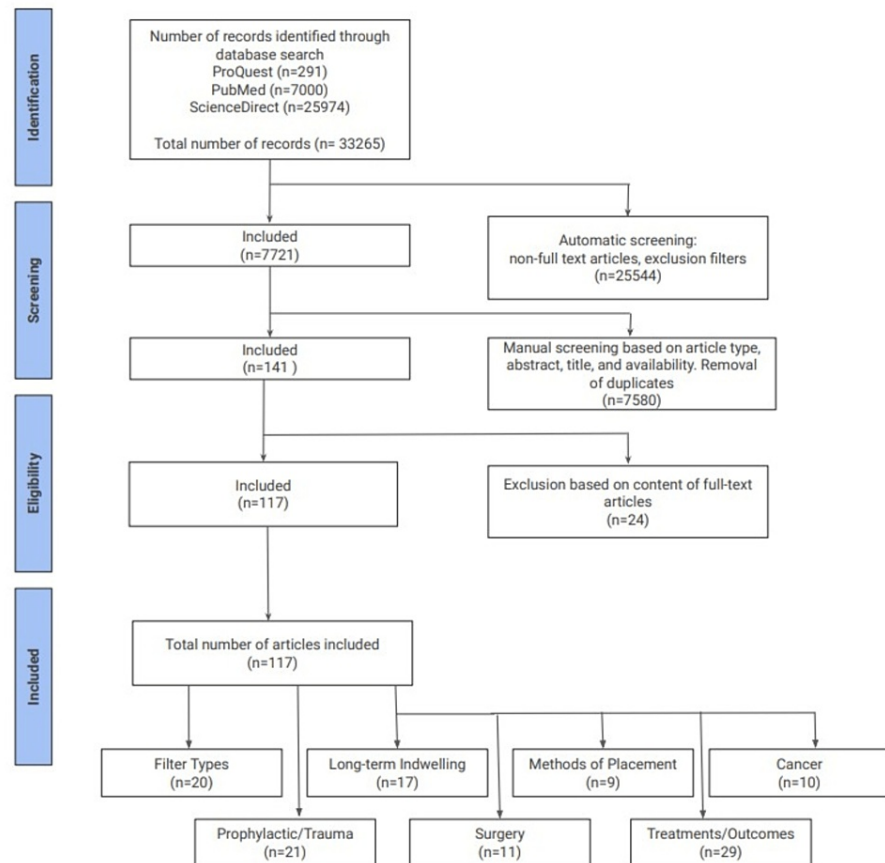 Identification
Number of records identified through
database search
ProQuest (n=291)
PubMed (n=7000)
ScienceDirect (n=25974)
Total number of records (n= 33265)
Screening
Included
(n=7721)
Automatic screening:
non-full text articles, exclusion filters
(n=25544)
Included
(n=141 )
Manual screening based on article type,
abstract, title, and availability. Removal
of duplicates
(n=7580)
Eligibility
Included
(n=117)
Exclusion based on content of full-text
articles
(n=24)
Included
Total number of articles included
(n=117)
Filter Types
(n=20)
Long-term Indwelling
(n=17)
Methods of Placement
(n=9)
Cancer
(n=10)
Prophylactic/Trauma
(n=21)
Surgery
(n=11)
Treatments/Outcomes
(n=29)